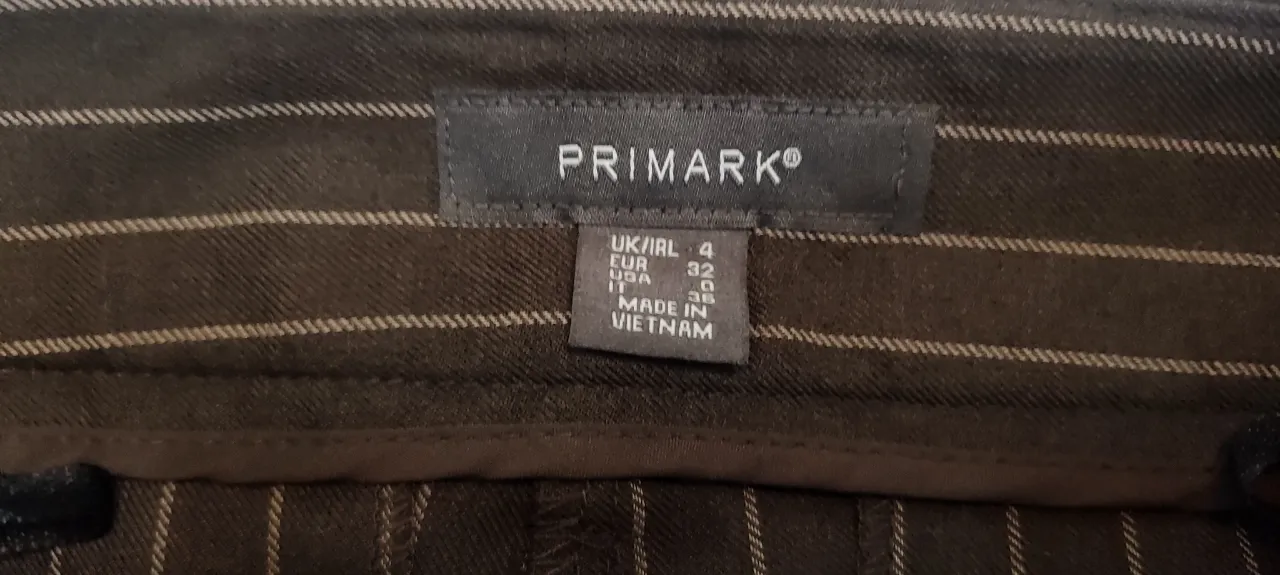 PRIMARK®
UK/IRL 4
EUR 32
USA 0
IT 36
MADE IN
VIETNAM